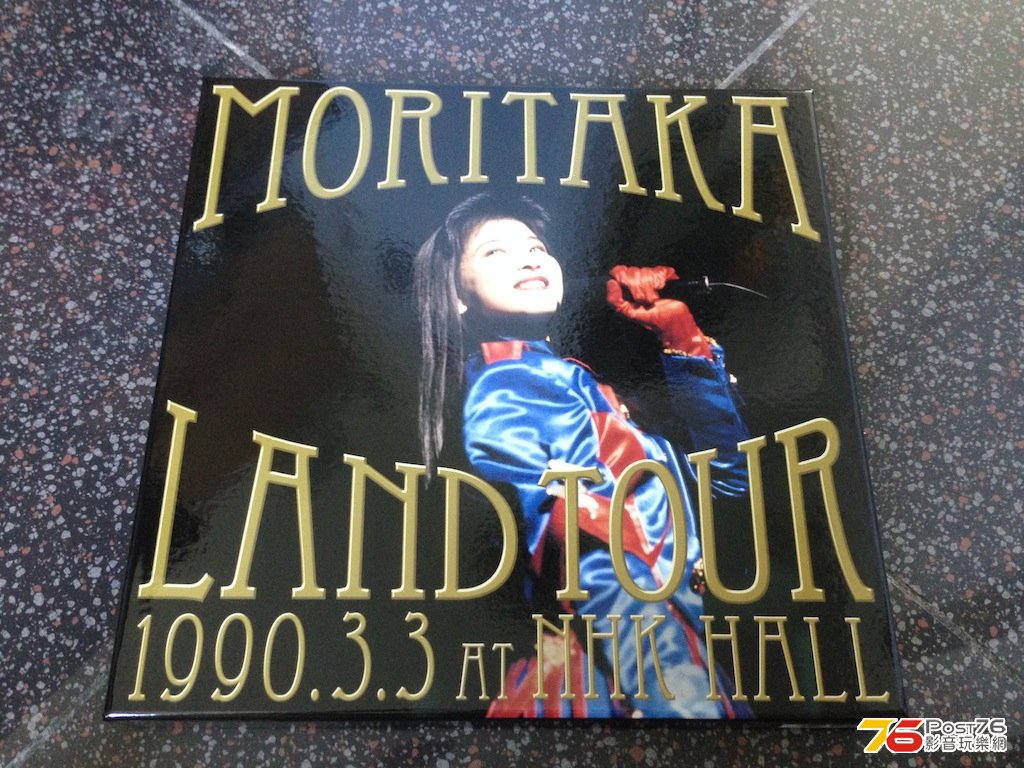 MORITAKA
LAND TOUR
1990.3.3 AT NHK HALL
76 POST76
影音玩樂網